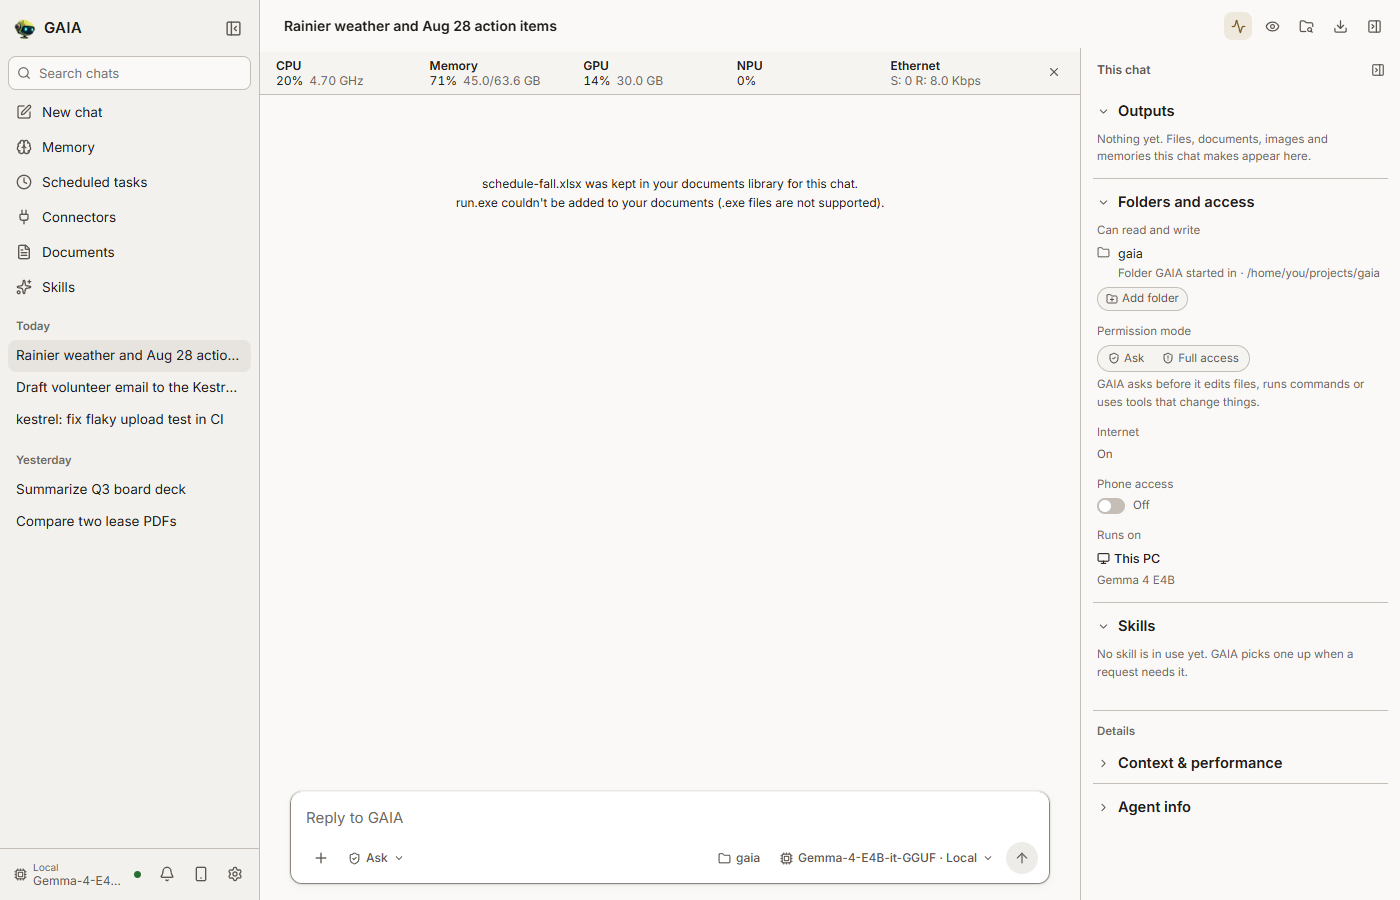 GAIA
Search chats
New chat
Memory
Scheduled tasks
Connectors
Documents
Skills
Today
Rainier weather and Aug 28 actio...
Draft volunteer email to the Kestr...
kestrel: fix flaky upload test in CI
Yesterday
Summarize Q3 board deck
Compare two lease PDFs
Local
Gemma-4-E4...
Rainier weather and Aug 28 action items
CPU
20% 4.70 GHz
Memory
71% 45.0/63.6 GB
GPU
14% 30.0 GB
NPU
0%
Ethernet
S: 0 R: 8.0 Kbps
schedule-fall.xlsx was kept in your documents library for this chat.
run.exe couldn't be added to your documents (.exe files are not supported).
Reply to GAIA
Ask
gaia
Gemma-4-E4B-it-GGUF · Local
This chat
Outputs
Nothing yet. Files, documents, images and
memories this chat makes appear here.
Folders and access
Can read and write
gaia
Folder GAIA started in · /home/you/projects/gaia
Add folder
Permission mode
Ask
Full access
GAIA asks before it edits files, runs commands or
uses tools that change things.
Internet
On
Phone access
Off
Runs on
This PC
Gemma 4 E4B
Skills
No skill is in use yet. GAIA picks one up when a
request needs it.
Details
Context & performance
Agent info